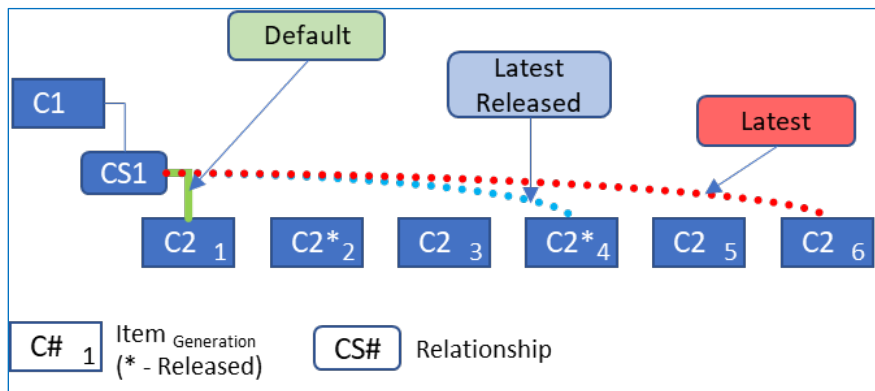 Default
Latest
Released
C1
Latest
CS1
C2 1
C2*2
C2 3
C2*4
C2 5
C2 6
C# 1
Item Generation
(* - Released)
CS#
Relationship